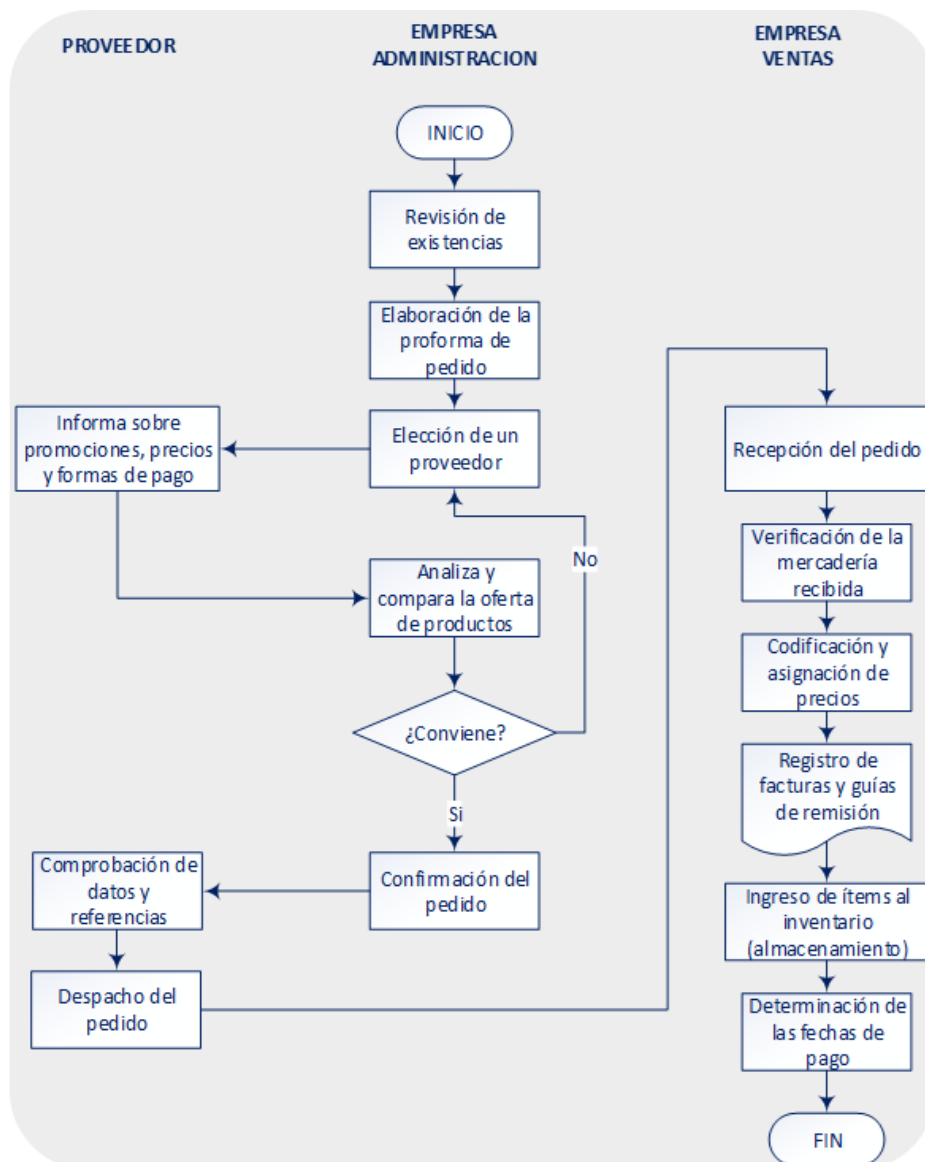 PROVEEDOR
EMPRESA
ADMINISTRACION
EMPRESA
VENTAS
INICIO
Revisión de
existencias
Elaboración de la
proforma de
pedido
Informa sobre
promociones, precios
y formas de pago
Elección de un
proveedor
Recepción del pedido
No
Analiza y
compara la oferta
de productos
Verificación de la
mercadería
recibida
Codificación y
asignación de
precios
¿Conviene?
Registro de
facturas y guías
de remisión
Si
Comprobación de
datos y
referencias
Confirmación del
pedido
Ingreso de ítems al
inventario
(almacenamiento)
Despacho del
pedido
Determinación de
las fechas de
pago
FIN